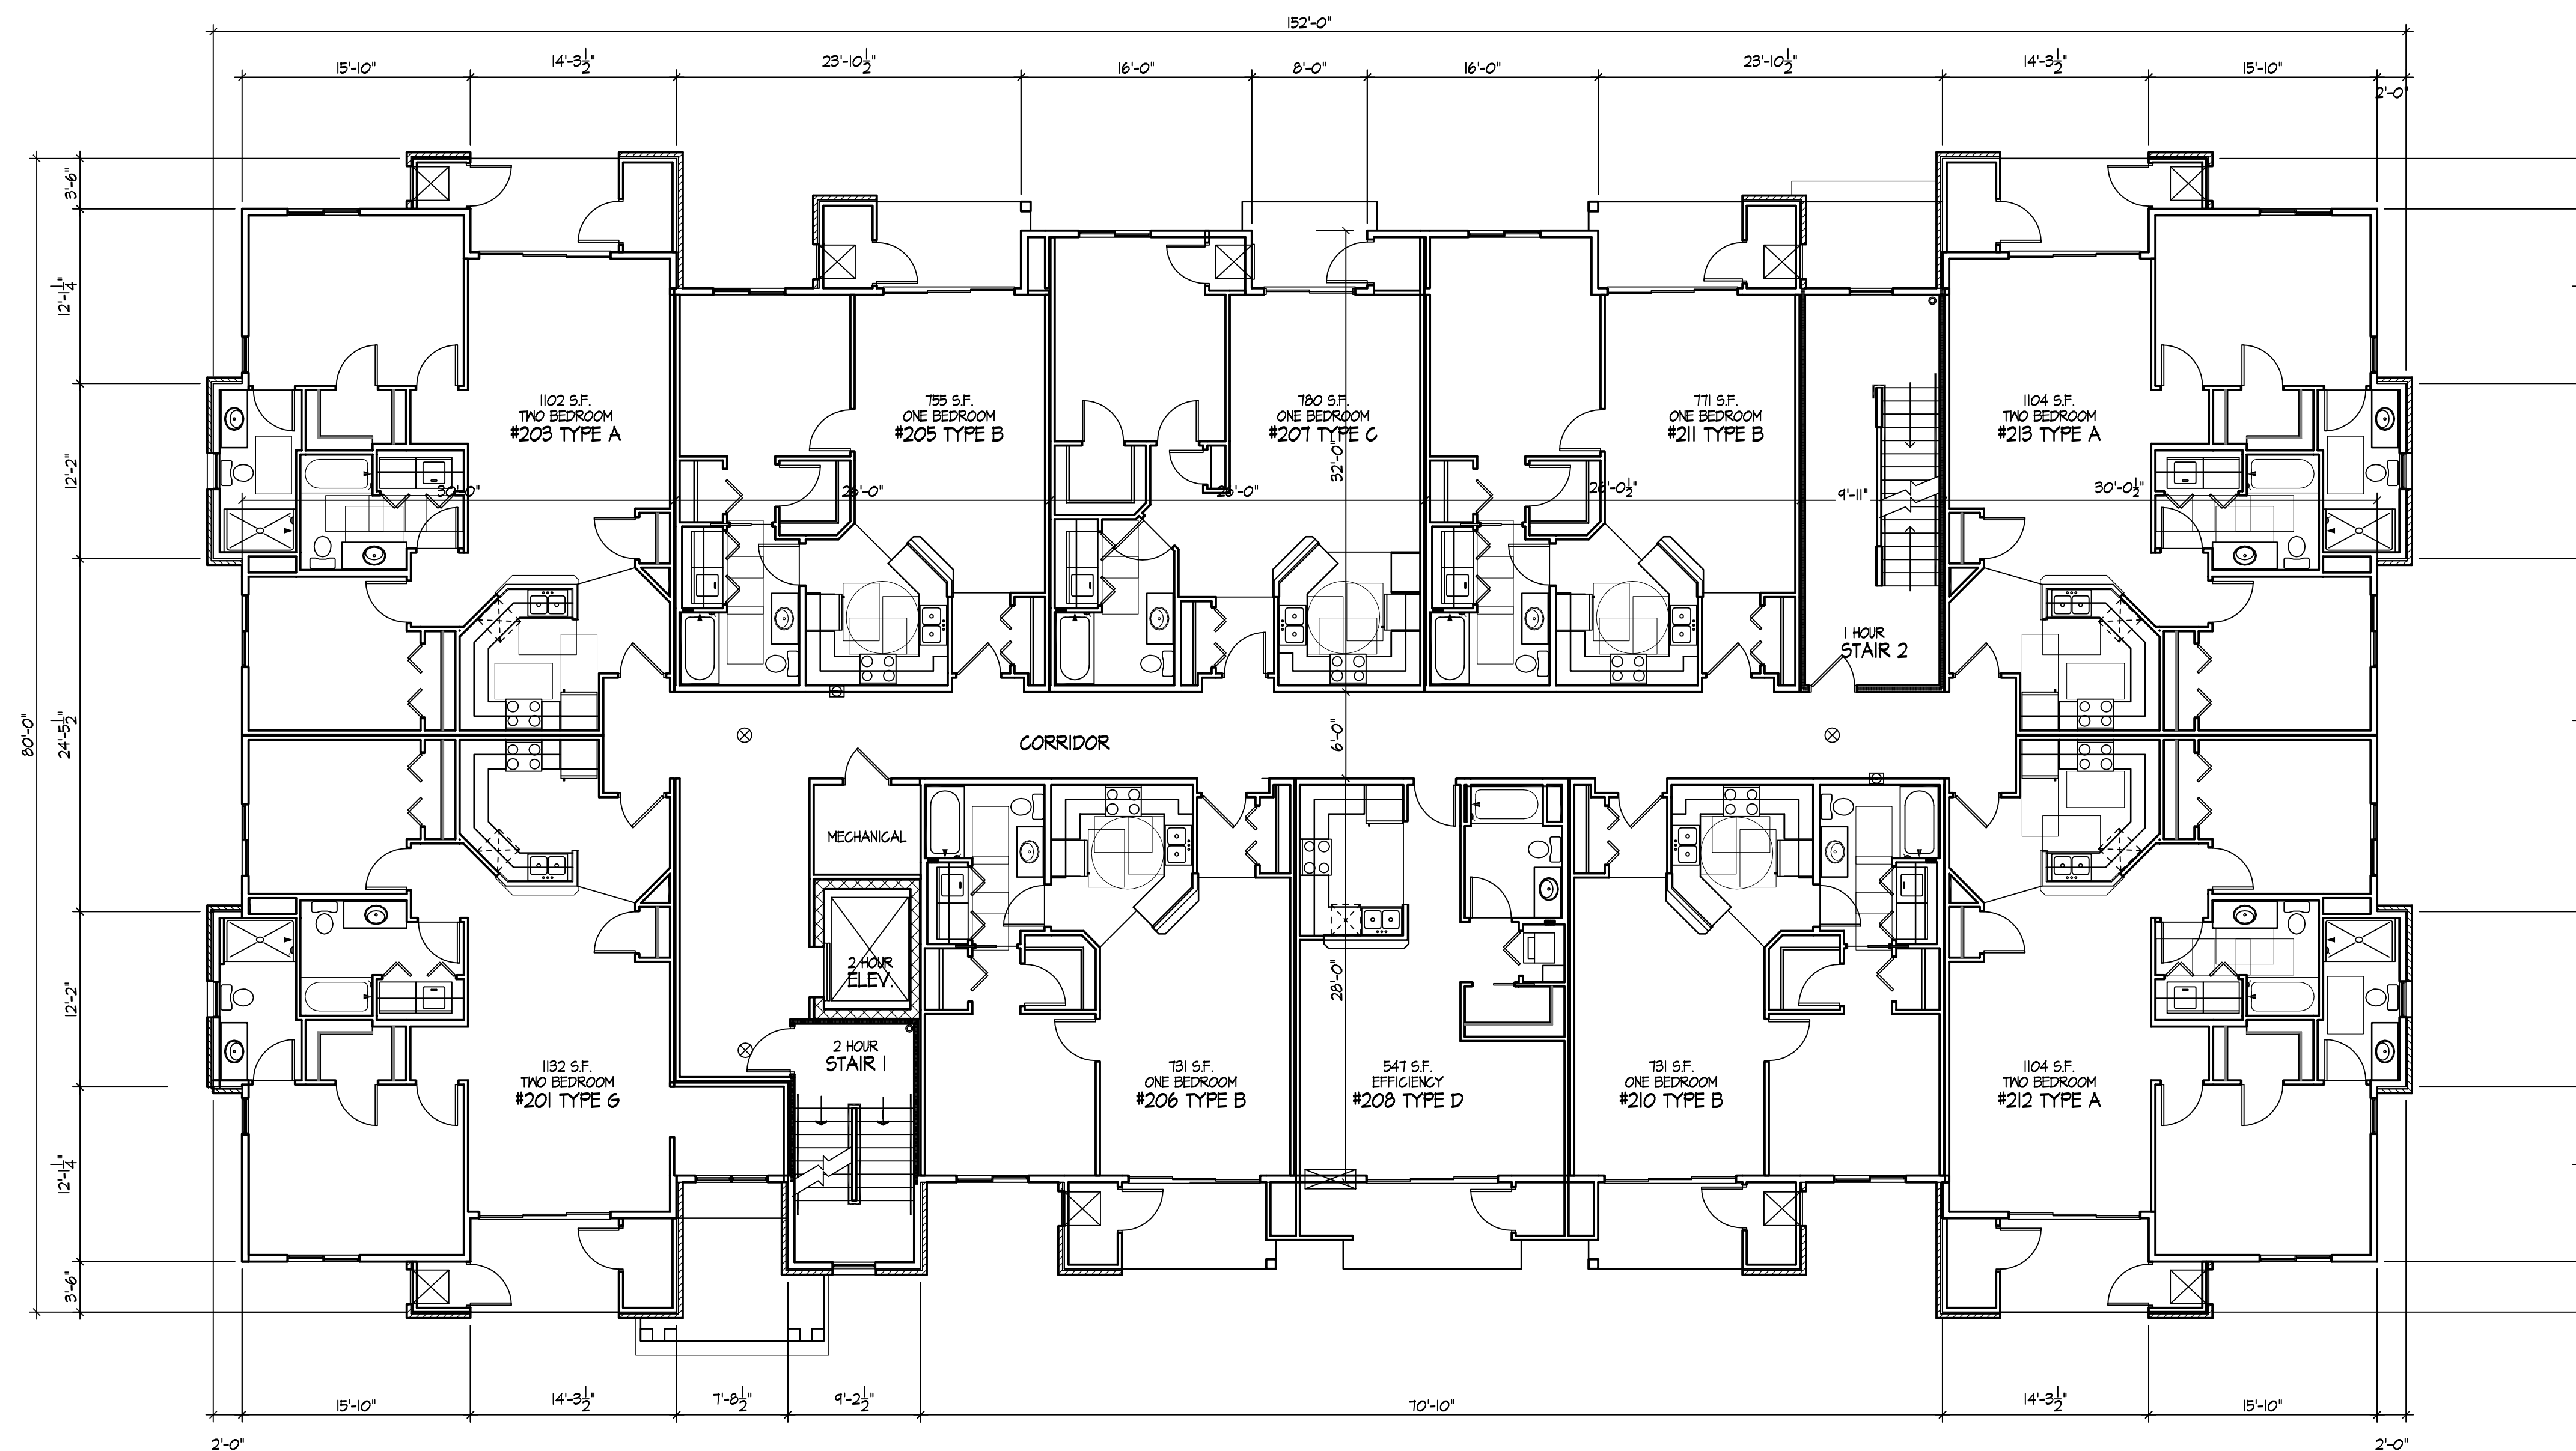 152'-0"
15'-10"
14'-3 1/2"
23'-10 1/2"
16'-0"
8'-0"
16'-0"
23'-10 1/2"
14'-3 1/2"
15'-10"
2'-0"
3'-6"
12'-1 1/4"
12'-2"
24'-5 1/2"
80'-0"
12'-2"
12'-1 1/4"
3'-6"
1102 S.F.
TWO BEDROOM
#203 TYPE A
755 S.F.
ONE BEDROOM
#205 TYPE B
780 S.F.
ONE BEDROOM
#207 TYPE C
771 S.F.
ONE BEDROOM
#211 TYPE B
1104 S.F.
TWO BEDROOM
#213 TYPE A
32'-0"
30'-0"
26'-0"
26'-0"
26'-0 1/2"
9'-11"
30'-0 1/2"
1 HOUR
STAIR 2
CORRIDOR
6'-0"
MECHANICAL
2 HOUR
ELEV.
28'-0"
2 HOUR
STAIR 1
1132 S.F.
TWO BEDROOM
#201 TYPE G
731 S.F.
ONE BEDROOM
#206 TYPE B
547 S.F.
EFFICIENCY
#208 TYPE D
731 S.F.
ONE BEDROOM
#210 TYPE B
1104 S.F.
TWO BEDROOM
#212 TYPE A
15'-10"
14'-3 1/2"
7'-8 1/2"
9'-2 1/2"
70'-10"
14'-3 1/2"
15'-10"
2'-0"
2'-0"